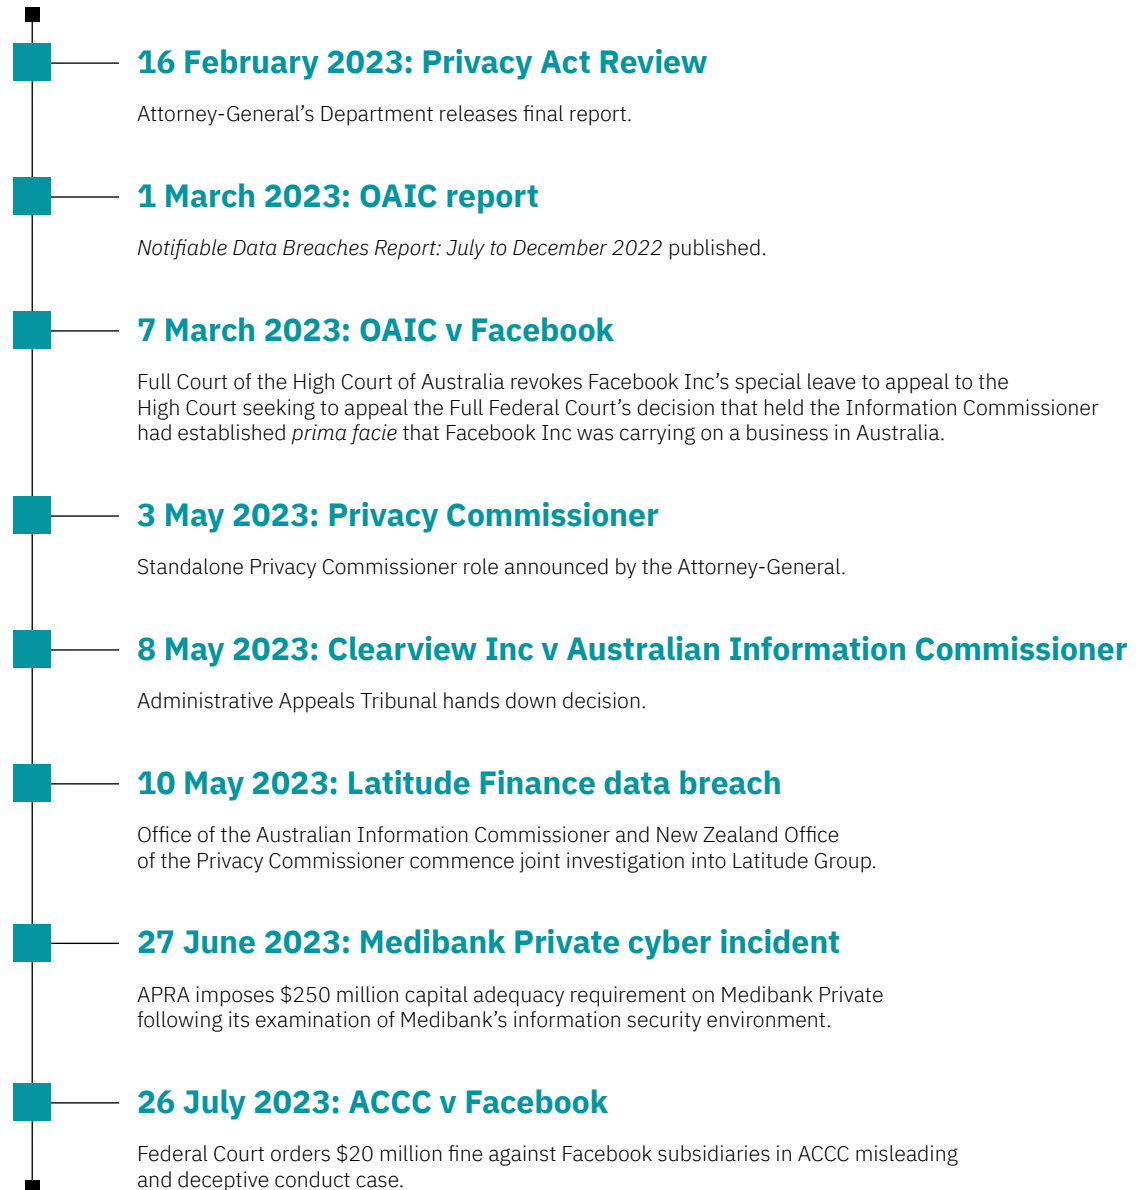 16 February 2023: Privacy Act Review
Attorney-General’s Department releases final report.
1 March 2023: OAIC report
Notifiable Data Breaches Report: July to December 2022 published.
7 March 2023: OAIC v Facebook
Full Court of the High Court of Australia revokes Facebook Inc’s special leave to appeal to the
High Court seeking to appeal the Full Federal Court’s decision that held the Information Commissioner
had established prima facie that Facebook Inc was carrying on a business in Australia.
3 May 2023: Privacy Commissioner
Standalone Privacy Commissioner role announced by the Attorney-General.
8 May 2023: Clearview Inc v Australian Information Commissioner
Administrative Appeals Tribunal hands down decision.
10 May 2023: Latitude Finance data breach
Office of the Australian Information Commissioner and New Zealand Office
of the Privacy Commissioner commence joint investigation into Latitude Group.
27 June 2023: Medibank Private cyber incident
APRA imposes $250 million capital adequacy requirement on Medibank Private
following its examination of Medibank’s information security environment.
26 July 2023: ACCC v Facebook
Federal Court orders $20 million fine against Facebook subsidiaries in ACCC misleading
and deceptive conduct case.